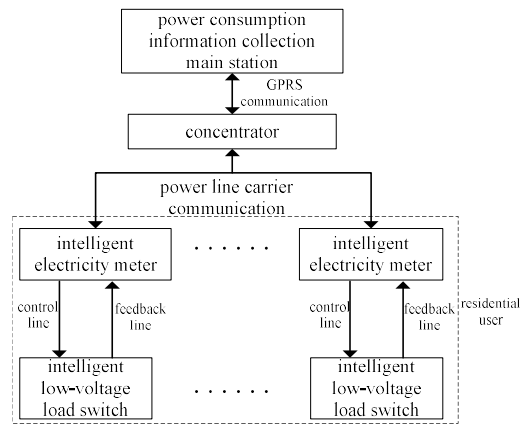 power consumption
information collection
main station
GPRS
communication
concentrator
power line carrier
communication
intelligent
electricity meter
. . . . . .
intelligent
electricity meter
control
line
feedback
line
control
line
feedback
line
residential
user
intelligent
low-voltage
load switch
. . . . . .
intelligent
low-voltage
load switch